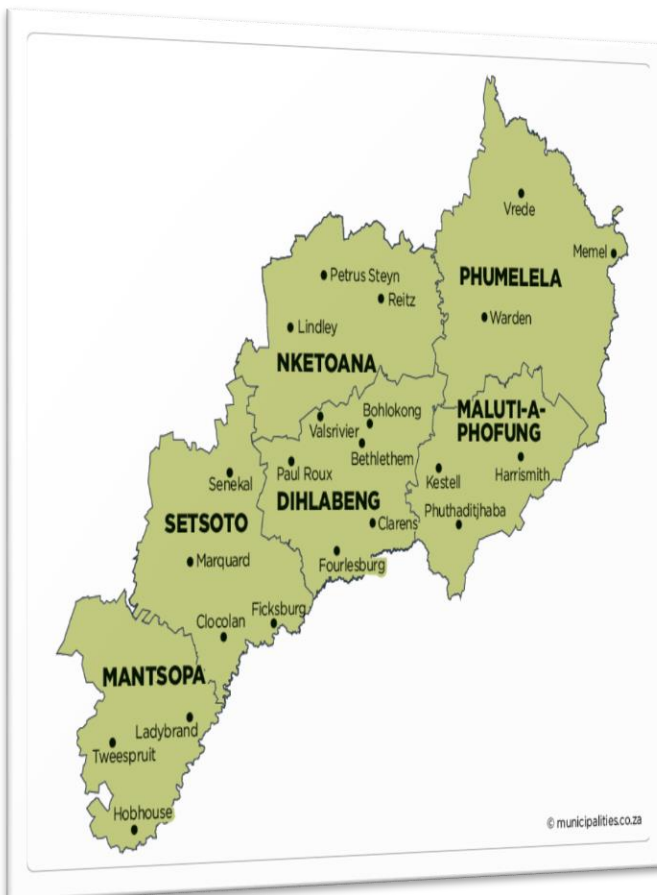 Vrede
Memel
PHUMELELA
Warden
Petrus Steyn
Reitz
Lindley
NKETOANA
MALUTI-A-
PHOFUNG
Harrismith
Kestell
Phuthaditjhaba
Bohlokong
Valsrivier
Bethlethem
Paul Roux
DIHLABENG
Clarens
Fourlesburg
Senekal
SETSOTO
Marquard
Ficksburg
Clocolan
MANTSOPA
Ladybrand
Tweespruit
Hobhouse
© municipalities.co.za